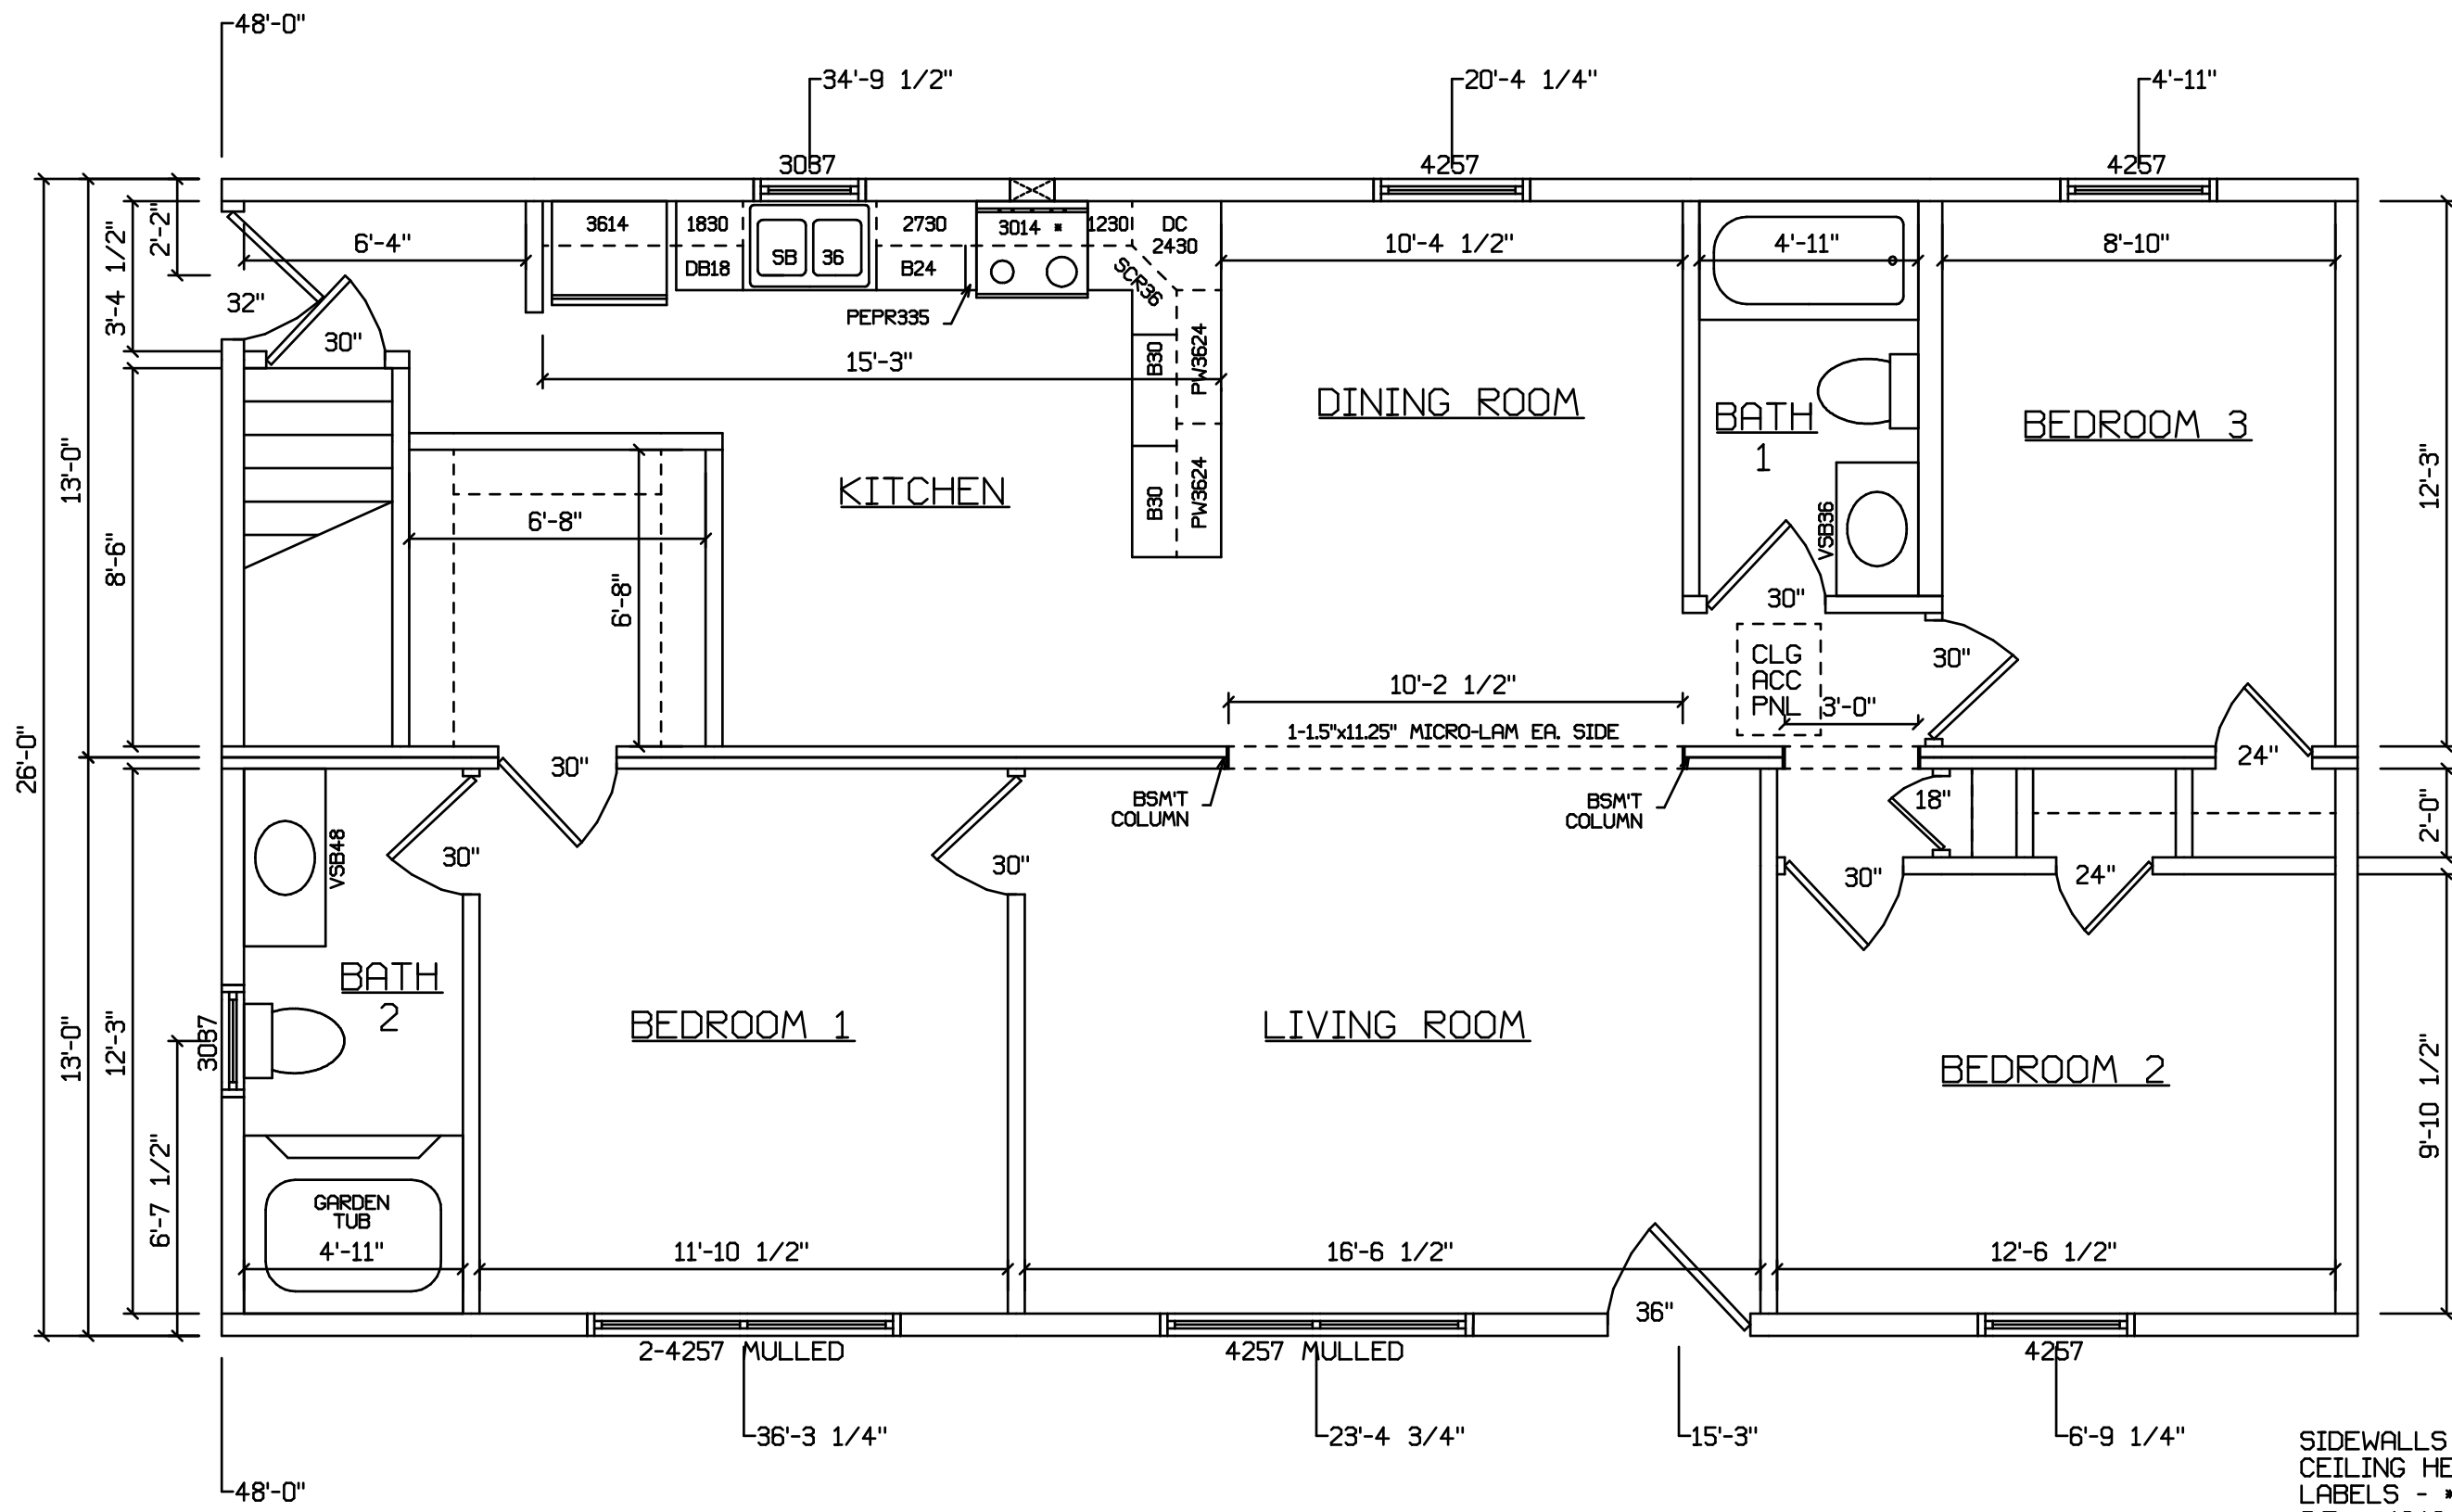 48'-0"
34'-9 1/2"
20'-4 1/4"
4'-11"
3037
4257
4257
2'-2"
3'-4 1/2"
6'-4"
32"
30"
3614
1830
DB18
SB 36
2730
B24
3014 *
1230
DC
2430
SCR36
PEPR335
15'-3"
10'-4 1/2"
4'-11"
8'-10"
B30
PW3624
B30
PW3624
DINING ROOM
BATH
1
BEDROOM 3
KITCHEN
VSB36
13'-0"
8'-6"
6'-8"
6'-8"
12'-3"
30"
CLG
ACC
PNL
3'-0"
30"
10'-2 1/2"
1-1.5"x11.25" MICRO-LAM EA. SIDE
26'-0"
30"
24"
BSM'T
COLUMN
BSM'T
COLUMN
18"
2'-0"
VSB48
30"
30"
30"
24"
BATH
2
BEDROOM 1
LIVING ROOM
BEDROOM 2
3037
13'-0"
12'-3"
6'-7 1/2"
9'-10 1/2"
GARDEN
TUB
4'-11"
11'-10 1/2"
16'-6 1/2"
12'-6 1/2"
36"
2-4257 MULLED
4257 MULLED
4257
36'-3 1/4"
23'-4 3/4"
15'-3"
6'-9 1/4"
48'-0"
SIDEWALLS
CEILING HE
LABELS - *